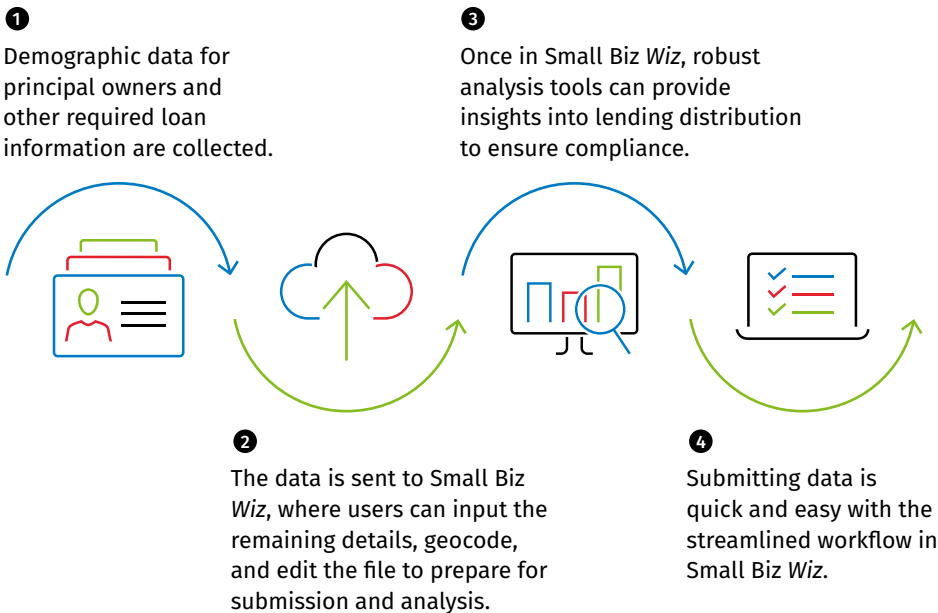 1
Demographic data for
principal owners and
other required loan
information are collected.
2
The data is sent to Small Biz
Wiz, where users can input the
remaining details, geocode,
and edit the file to prepare for
submission and analysis.
3
Once in Small Biz Wiz, robust
analysis tools can provide
insights into lending distribution
to ensure compliance.
4
Submitting data is
quick and easy with the
streamlined workflow in
Small Biz Wiz.